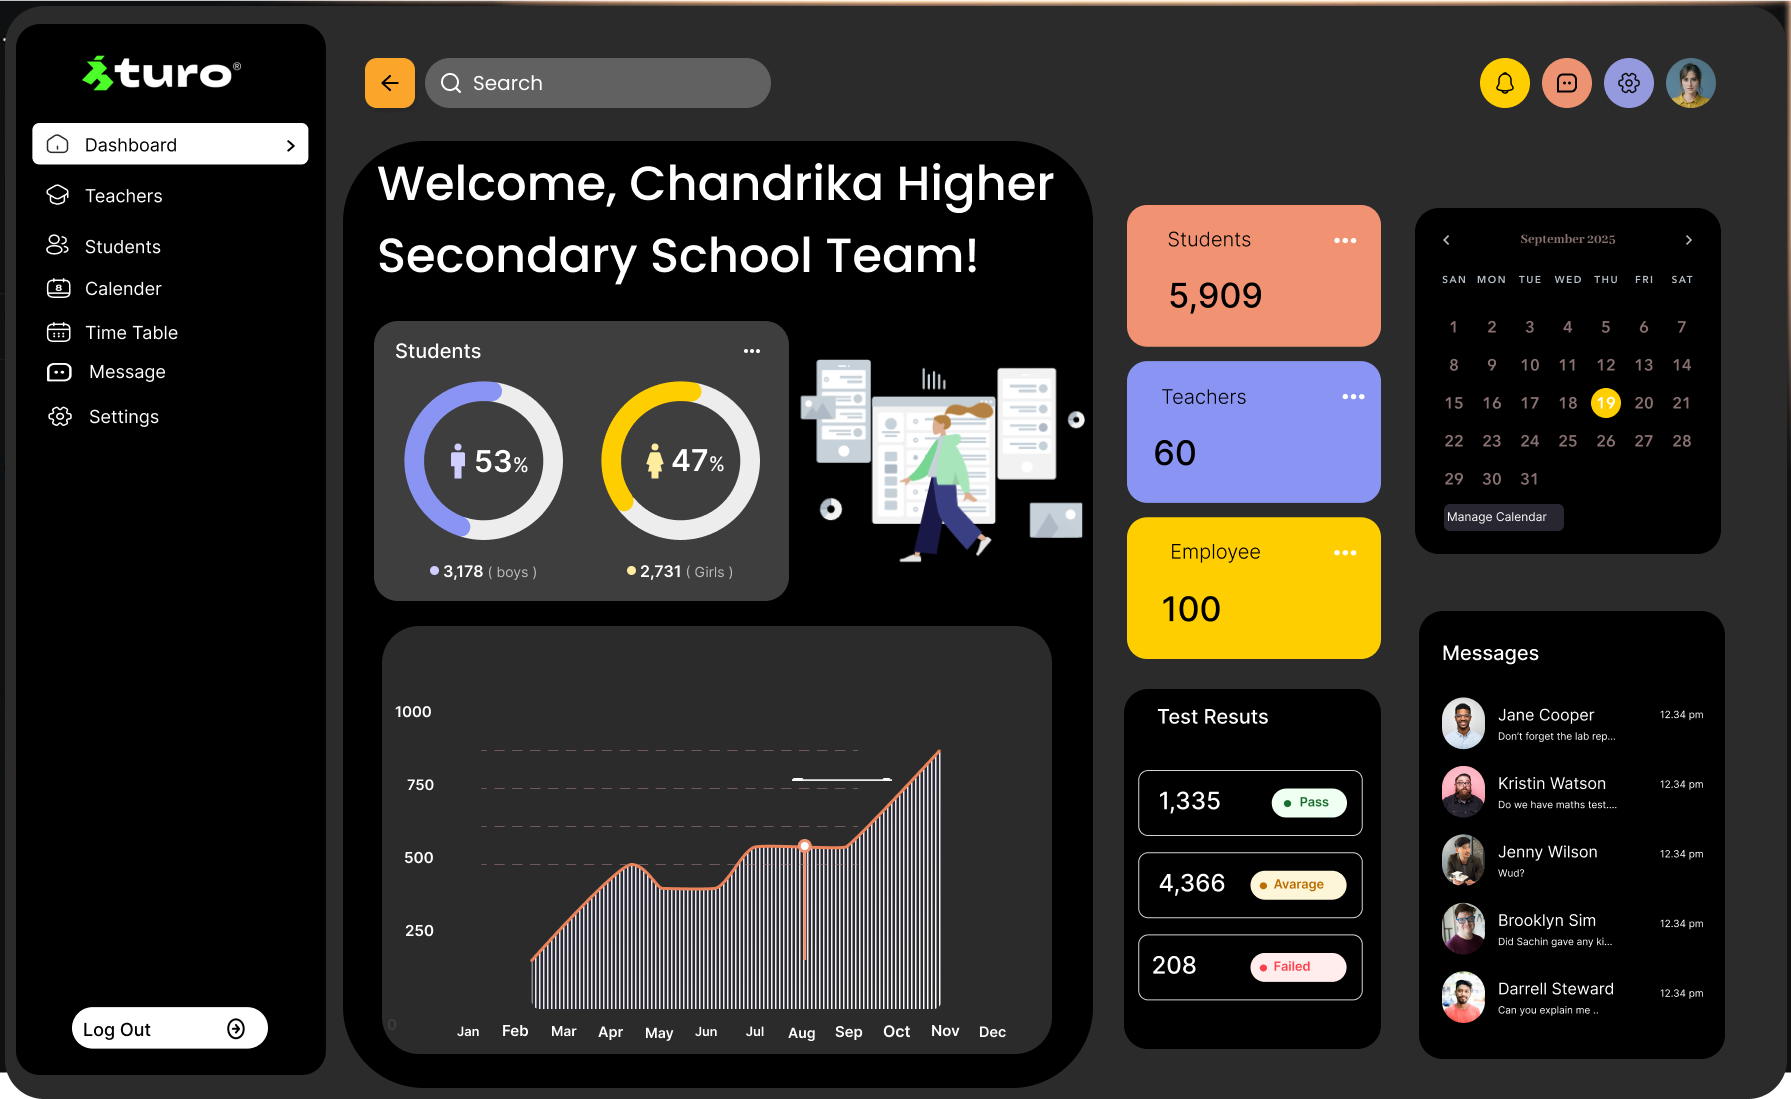 turo®
Dashboard
Teachers
Students
Calender
8
Time Table
Message
Settings
Log Out
Search
Welcome, Chandrika Higher
Secondary School Team!
Students
53%
47%
3,178 ( boys )
2,731 ( Girls )
1000
750
500
250
0
Jan Feb Mar Apr May Jun Jul Aug Sep Oct Nov Dec
Students
5,909
Teachers
60
Employee
100
Test Resuts
1,335 Pass
4,366 Avarage
208 Failed
September 2025
SAN MON TUE WED THU FRI SAT
1 2 3 4 5 6 7
8 9 10 11 12 13 14
15 16 17 18 19 20 21
22 23 24 25 26 27 28
29 30 31
Manage Calendar
Messages
Jane Cooper 12.34 pm
Don't forget the lab rep...
Kristin Watson 12.34 pm
Do we have maths test....
Jenny Wilson 12.34 pm
Wud?
Brooklyn Sim 12.34 pm
Did Sachin gave any ki...
Darrell Steward 12.34 pm
Can you explain me ..